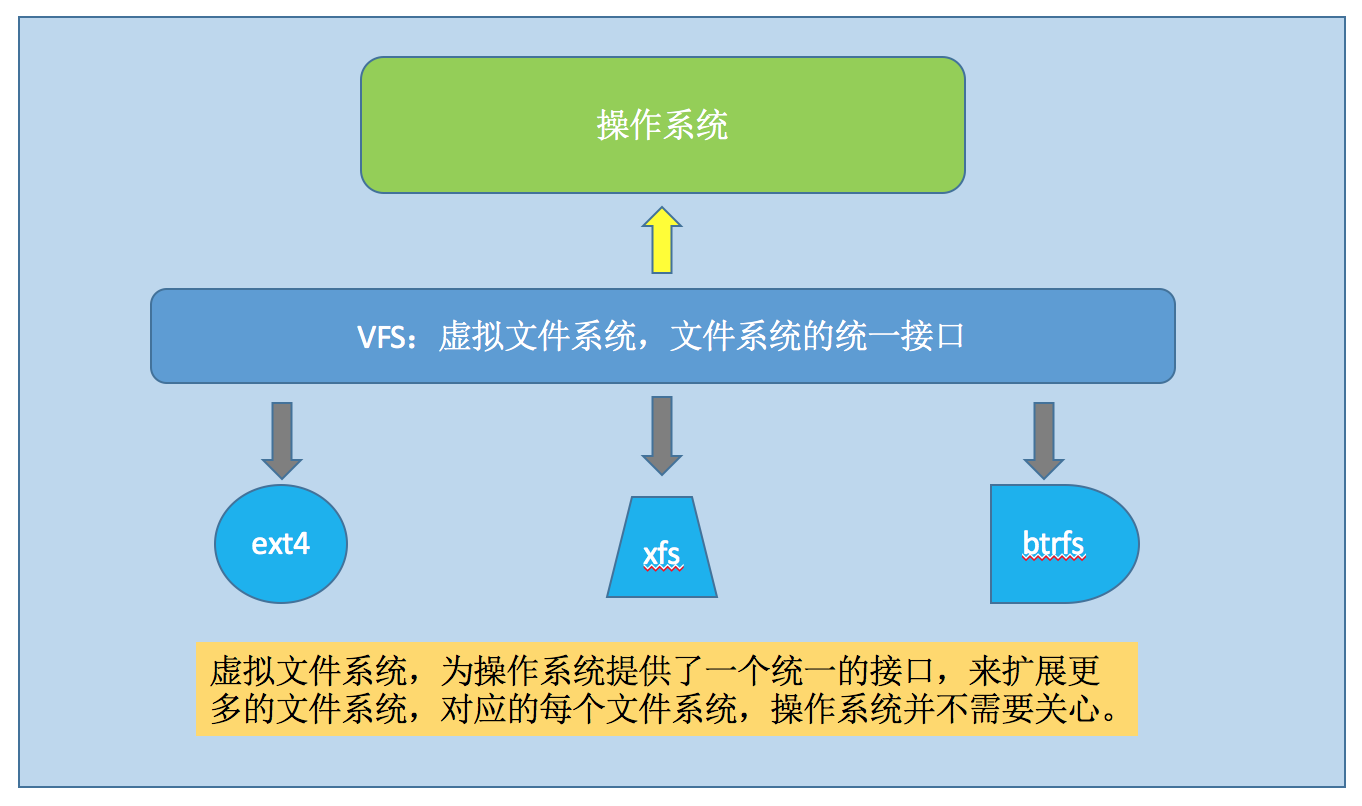 操作系统
VFS：虚拟文件系统，文件系统的统一接口
ext4
xfs
btrfs
虚拟文件系统，为操作系统提供了一个统一的接口，来扩展更
多的文件系统，对应的每个文件系统，操作系统并不需要关心。